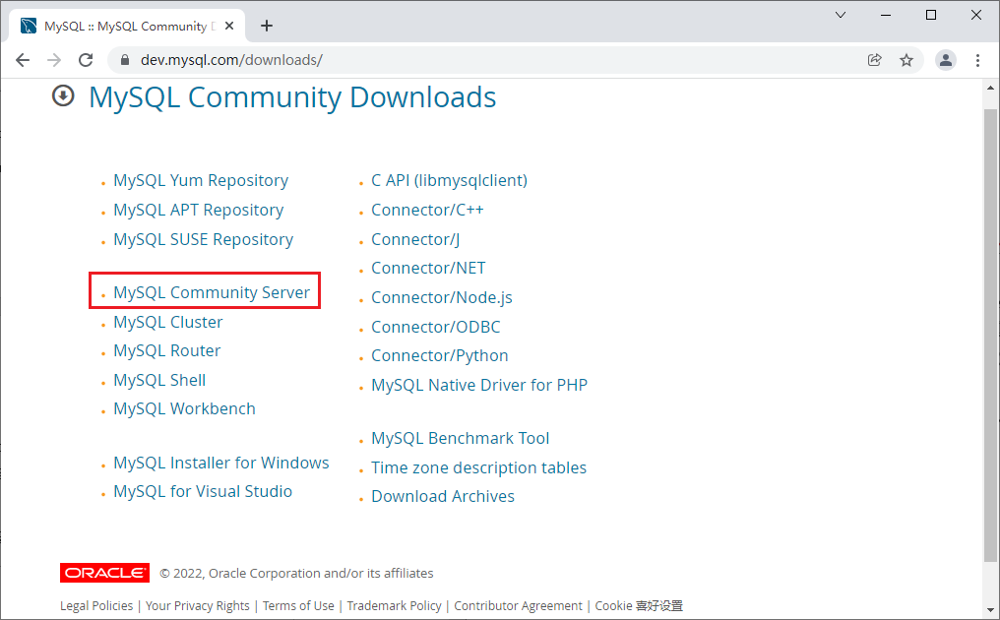 MySQL :: MySQL Community
dev.mysql.com/downloads/
MySQL Community Downloads
MySQL Yum Repository
MySQL APT Repository
MySQL SUSE Repository
MySQL Community Server
MySQL Cluster
MySQL Router
MySQL Shell
MySQL Workbench
MySQL Installer for Windows
MySQL for Visual Studio
C API (libmysqlclient)
Connector/C++
Connector/J
Connector/NET
Connector/Node.js
Connector/ODBC
Connector/Python
MySQL Native Driver for PHP
MySQL Benchmark Tool
Time zone description tables
Download Archives
ORACLE © 2022, Oracle Corporation and/or its affiliates
Legal Policies | Your Privacy Rights | Terms of Use | Trademark Policy | Contributor Agreement | Cookie 喜好设置